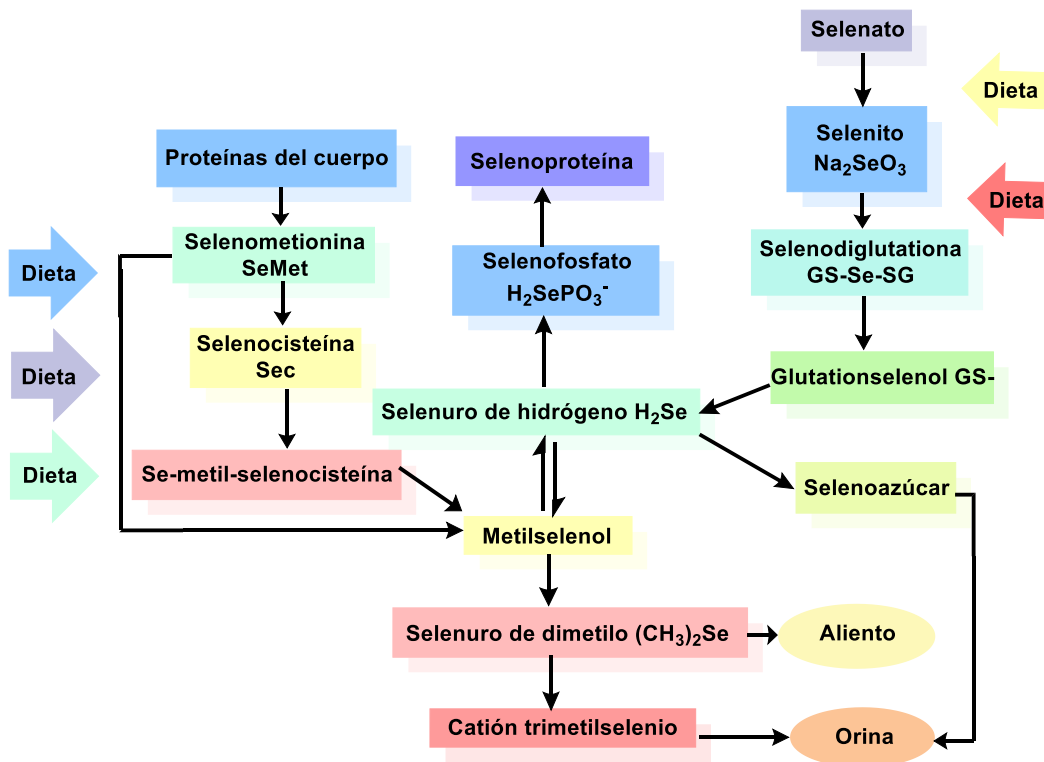 Selenato
Dieta
Selenito
Na₂SeO₃
Dieta
Proteínas del cuerpo
Selenoproteína
Selenometionina
SeMet
Dieta
Selenofosfato
H₂SePO₃⁻
Selenodiglutationa
GS-Se-SG
Selenocisteína
Sec
Dieta
Glutationselenol GS-
Selenuro de hidrógeno H₂Se
Dieta
Se-metil-selenocisteína
Selenoazúcar
Metilselenol
Selenuro de dimetilo (CH₃)₂Se
Aliento
Catión trimetilselenio
Orina